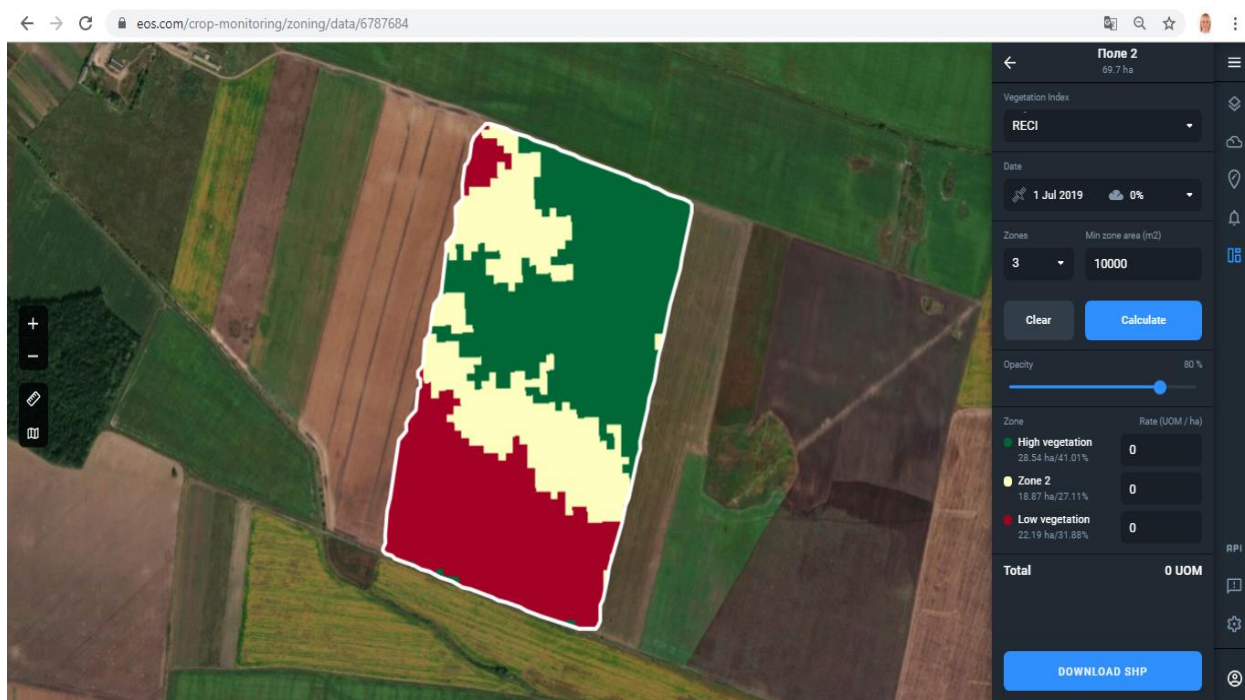 eos.com/crop-monitoring/zoning/data/6787684
Поле 2
69.7 ha
Vegetation Index
RECI
Date
1 Jul 2019 0%
Zones Min zone area (m2)
3 10000
Clear Calculate
Opacity 80 %
Zone Rate (UOM / ha)
High vegetation 0
28.54 ha/41.01%
Zone 2 0
18.87 ha/27.11%
Low vegetation 0
22.19 ha/31.88%
API
Total 0 UOM
DOWNLOAD SHP